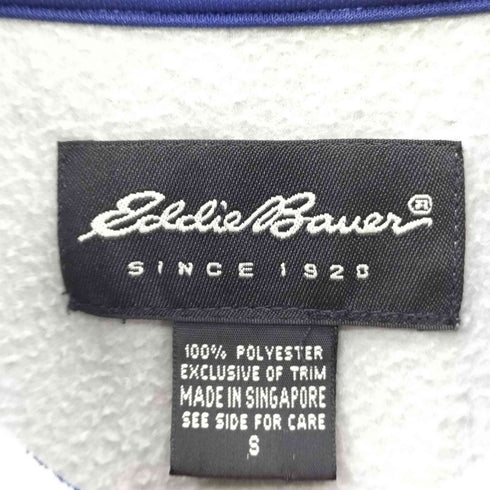 Eddie Bauer®
SINCE 1920
100% POLYESTER
EXCLUSIVE OF TRIM
MADE IN SINGAPORE
SEE SIDE FOR CARE
S